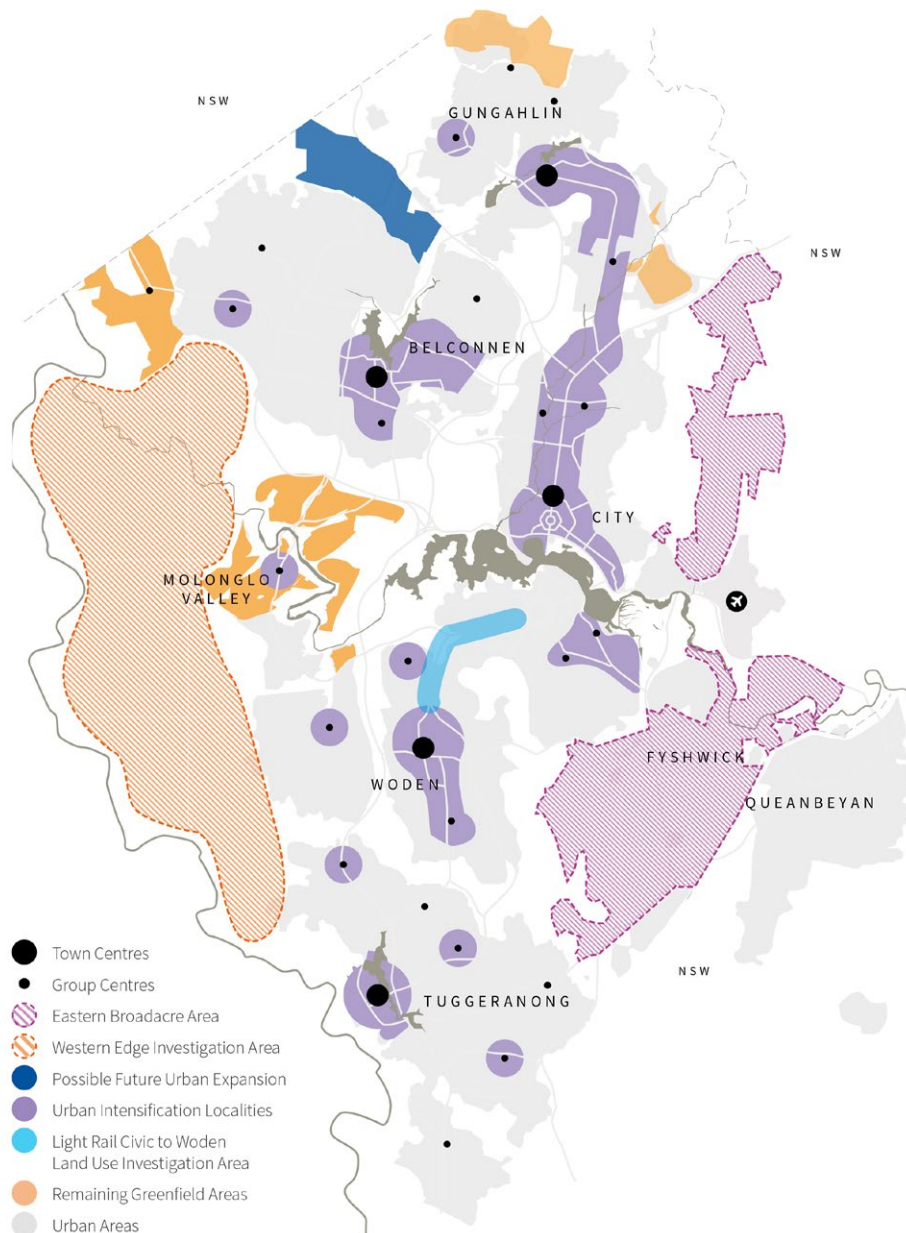 NSW
GUNGAHLIN
NSW
BELCONNEN
CITY
MOLONGLO
VALLEY
FYSHWICK
WODEN
QUEANBEYAN
NSW
TUGGERANONG
Town Centres
Group Centres
Eastern Broadacre Area
Western Edge Investigation Area
Possible Future Urban Expansion
Urban Intensification Localities
Light Rail Civic to Woden
Land Use Investigation Area
Remaining Greenfield Areas
Urban Areas